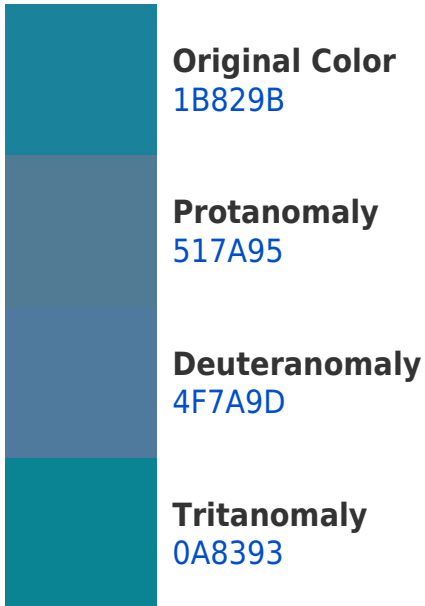 Original Color
1B829B
Protanomaly
517A95
Deuteranomaly
4F7A9D
Tritanomaly
0A8393